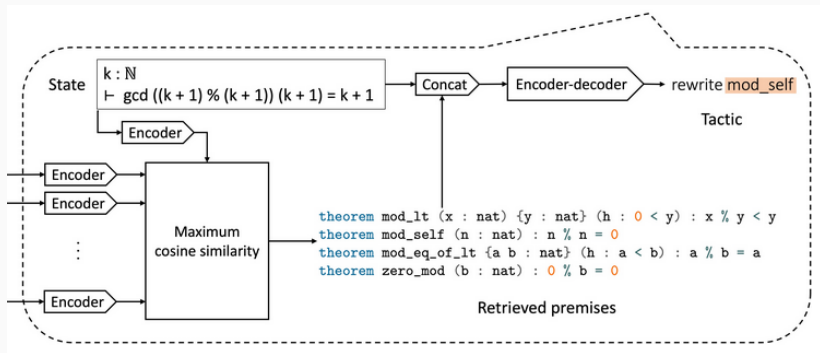 State
k : ℕ
⊢ gcd ((k + 1) % (k + 1)) (k + 1) = k + 1
Concat
Encoder-decoder
rewrite mod_self
Tactic
Encoder
Encoder
Encoder
⋮
Encoder
Maximum
cosine similarity
theorem mod_lt (x : nat) {y : nat} (h : 0 < y) : x % y < y
theorem mod_self (n : nat) : n % n = 0
theorem mod_eq_of_lt {a b : nat} (h : a < b) : a % b = a
theorem zero_mod (b : nat) : 0 % b = 0
Retrieved premises